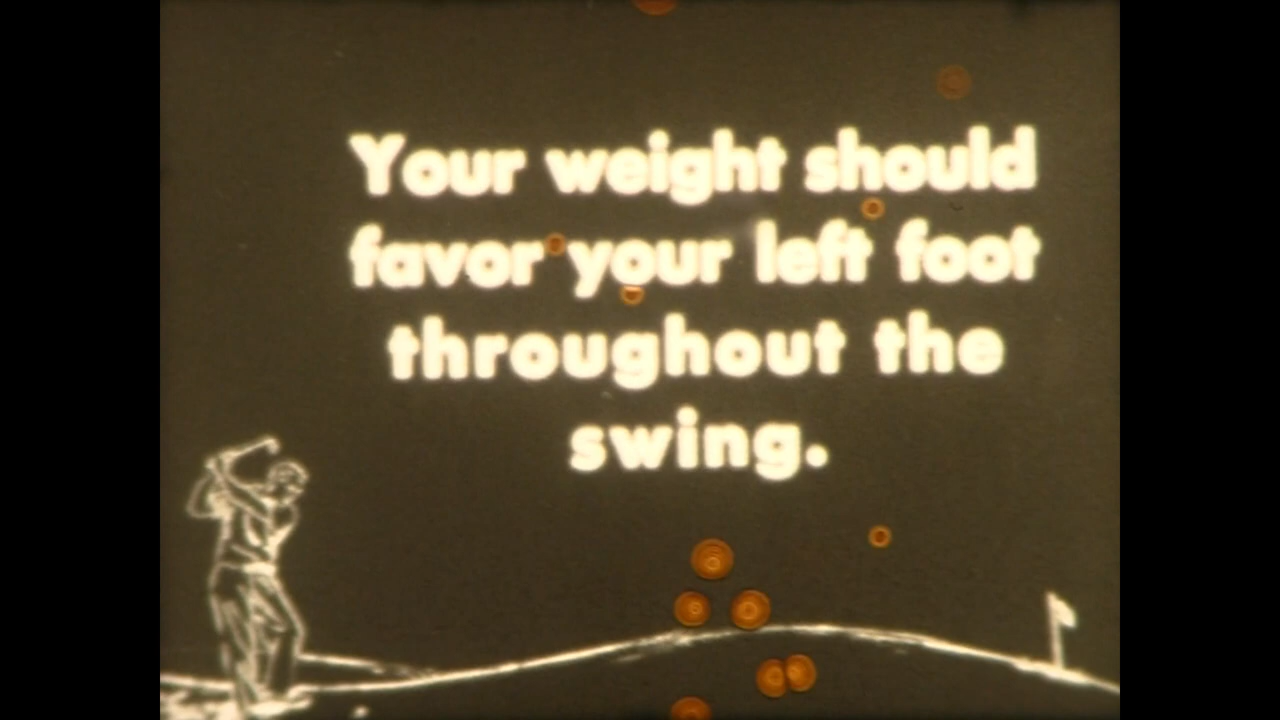 Your weight should
favor your left foot
throughout the
swing.